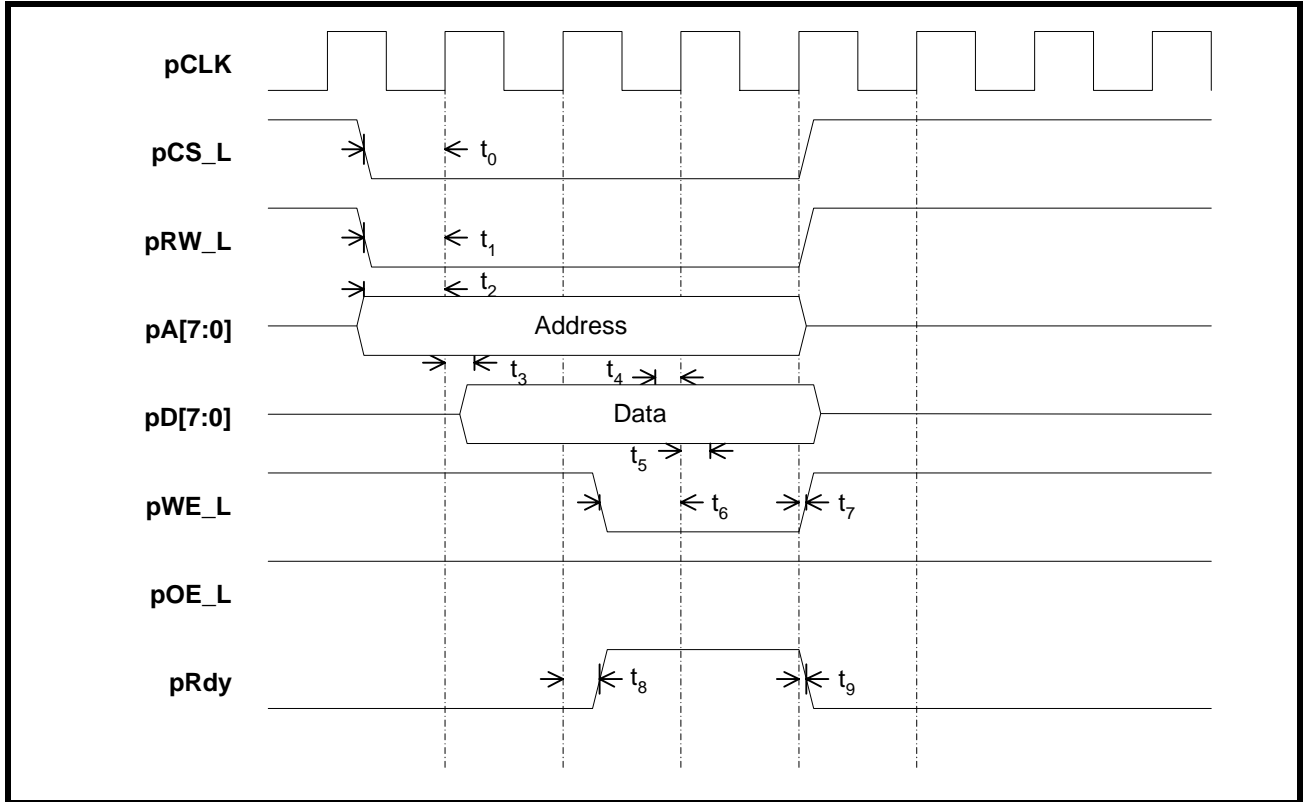 pCLK
pCS_L
t0
pRW_L
t1
t2
pA[7:0]
Address
t3
t4
pD[7:0]
Data
t5
pWE_L
t6
t7
pOE_L
pRdy
t8
t9